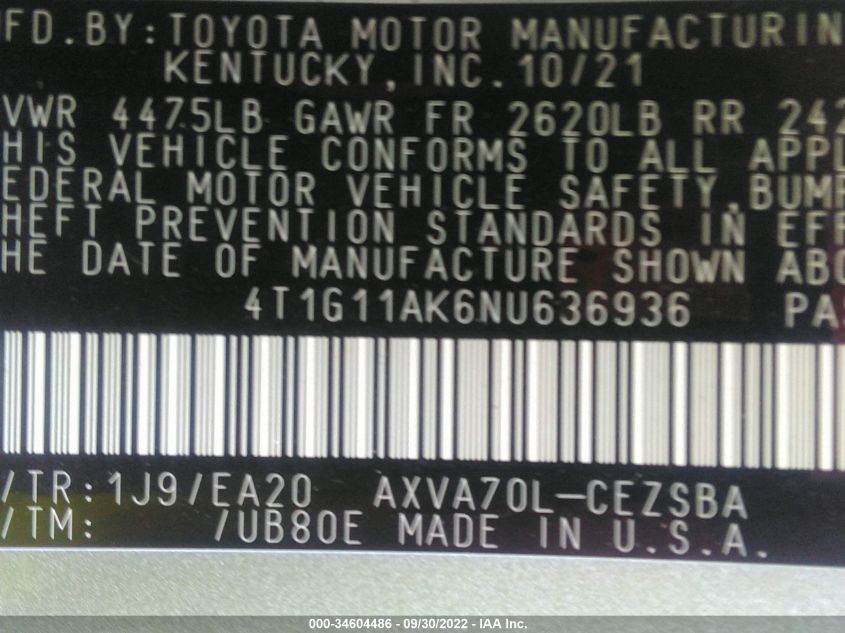 FD. BY: TOYOTA MOTOR MANUFACTURIN
KENTUCKY, INC. 10/21
VWR 4475LB GAWR FR 2620LB RR 242
HIS VEHICLE CONFORMS TO ALL APPL
EDERAL MOTOR VEHICLE SAFETY, BUMP
HEFT PREVENTION STANDARDS IN EFF
HE DATE OF MANUFACTURE SHOWN ABO
4T1G11AK6NU636936 PAS
/TR: 1J9/EA20 AXVA70L-CEZSBA
/TM: /UB80E MADE IN U.S.A.
000-34604486 - 09/30/2022 - IAA Inc.